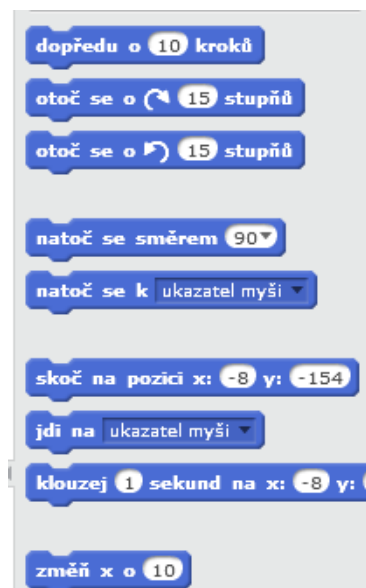 dopředu o 10 kroků
otoč se o 15 stupňů
otoč se o 15 stupňů
natoč se směrem 90
natoč se k ukazatel myši
skoč na pozici x: -8 y: -154
jdi na ukazatel myši
klouzej 1 sekund na x: -8 y:
změň x o 10